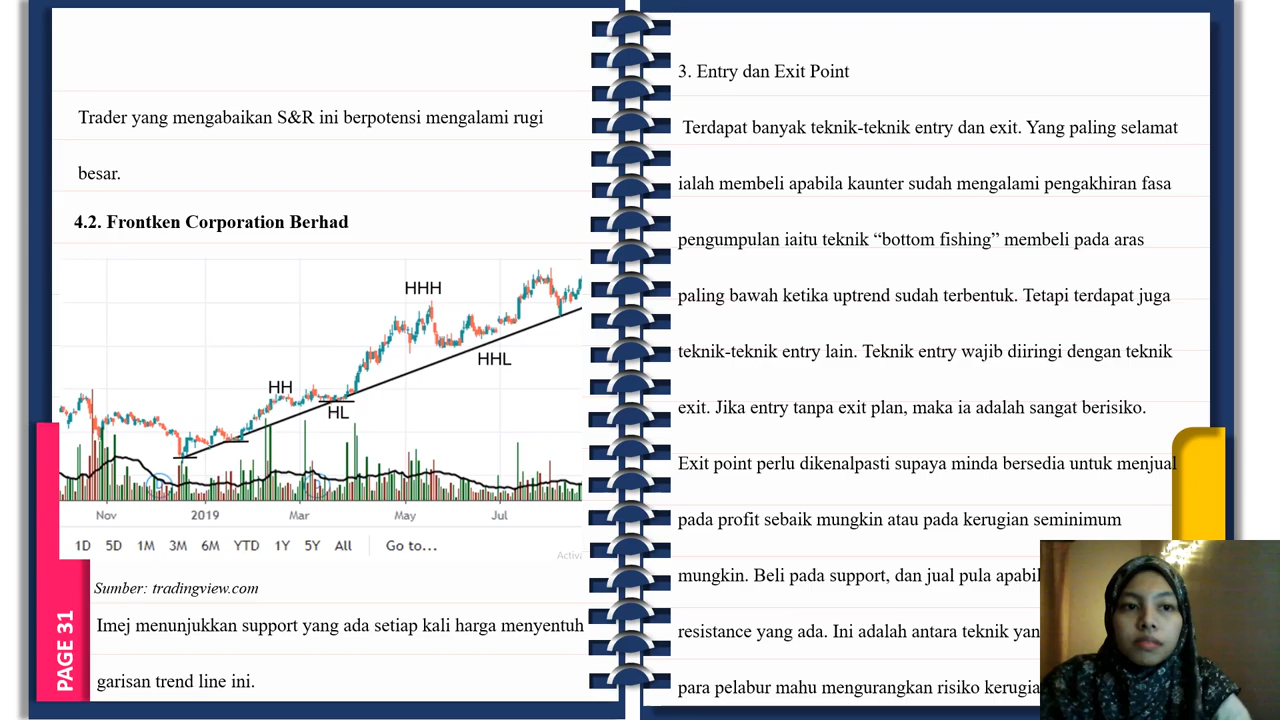 Trader yang mengabaikan S&R ini berpotensi mengalami rugi
besar.
4.2. Frontken Corporation Berhad
HHH
HHL
HH
HL
Nov 2019 Mar May Jul
1D 5D 1M 3M 6M YTD 1Y 5Y All Go to...
Sumber: tradingview.com
Imej menunjukkan support yang ada setiap kali harga menyentuh
garisan trend line ini.
PAGE 31
3. Entry dan Exit Point
Terdapat banyak teknik-teknik entry dan exit. Yang paling selamat
ialah membeli apabila kaunter sudah mengalami pengakhiran fasa
pengumpulan iaitu teknik “bottom fishing” membeli pada aras
paling bawah ketika uptrend sudah terbentuk. Tetapi terdapat juga
teknik-teknik entry lain. Teknik entry wajib diiringi dengan teknik
exit. Jika entry tanpa exit plan, maka ia adalah sangat berisiko.
Exit point perlu dikenalpasti supaya minda bersedia untuk menjual
pada profit sebaik mungkin atau pada kerugian seminimum
mungkin. Beli pada support, dan jual pula
resistance yang ada. Ini adalah antara teknik
para pelabur mahu mengurangkan risiko